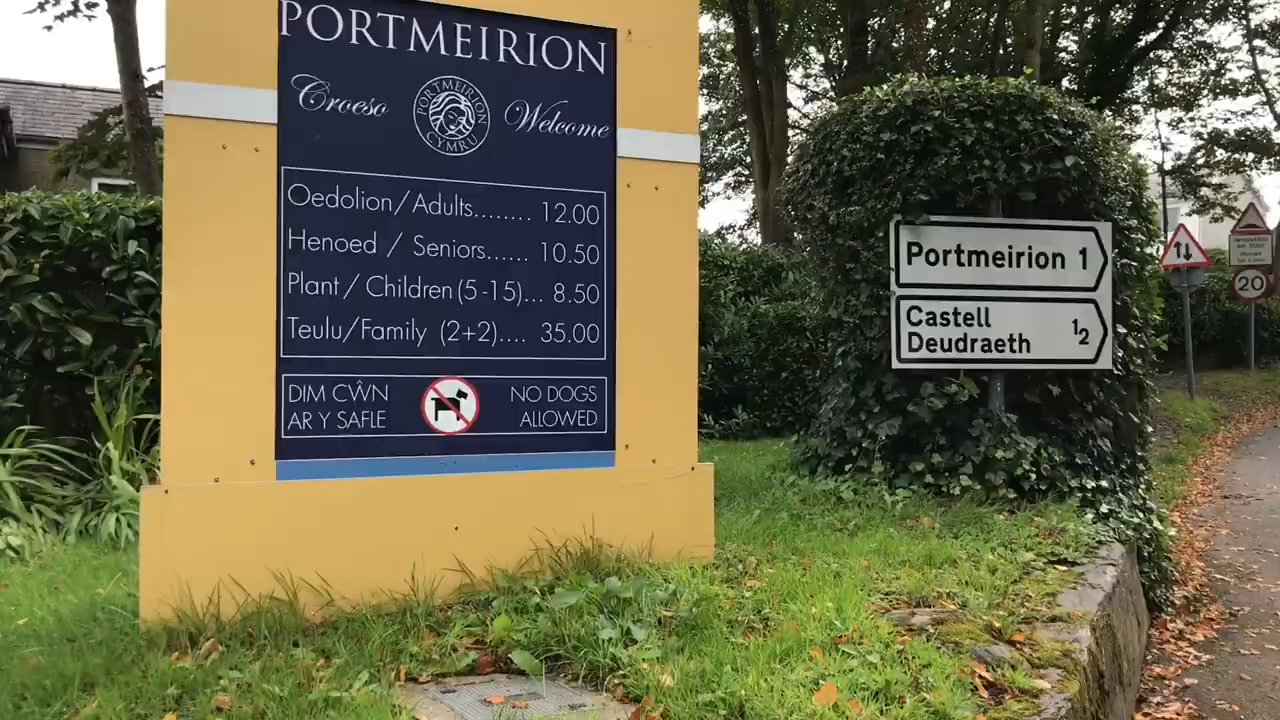 PORTMEIRION
Croeso
PORTMEIRION
CYMRU
Welcome
Oedolion/Adults........ 12.00
Henoed / Seniors...... 10.50
Plant / Children (5-15)... 8.50
Teulu/Family (2+2).... 35.00
DIM CŴN
AR Y SAFLE
NO DOGS
ALLOWED
Portmeirion 1
Castell
Deudraeth
½
20